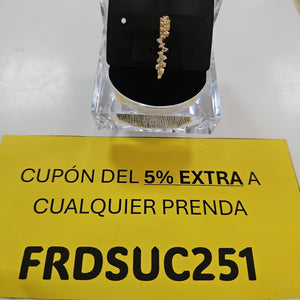 CUPÓN DEL 5% EXTRA A
CUALQUIER PRENDA
FRDSUC251